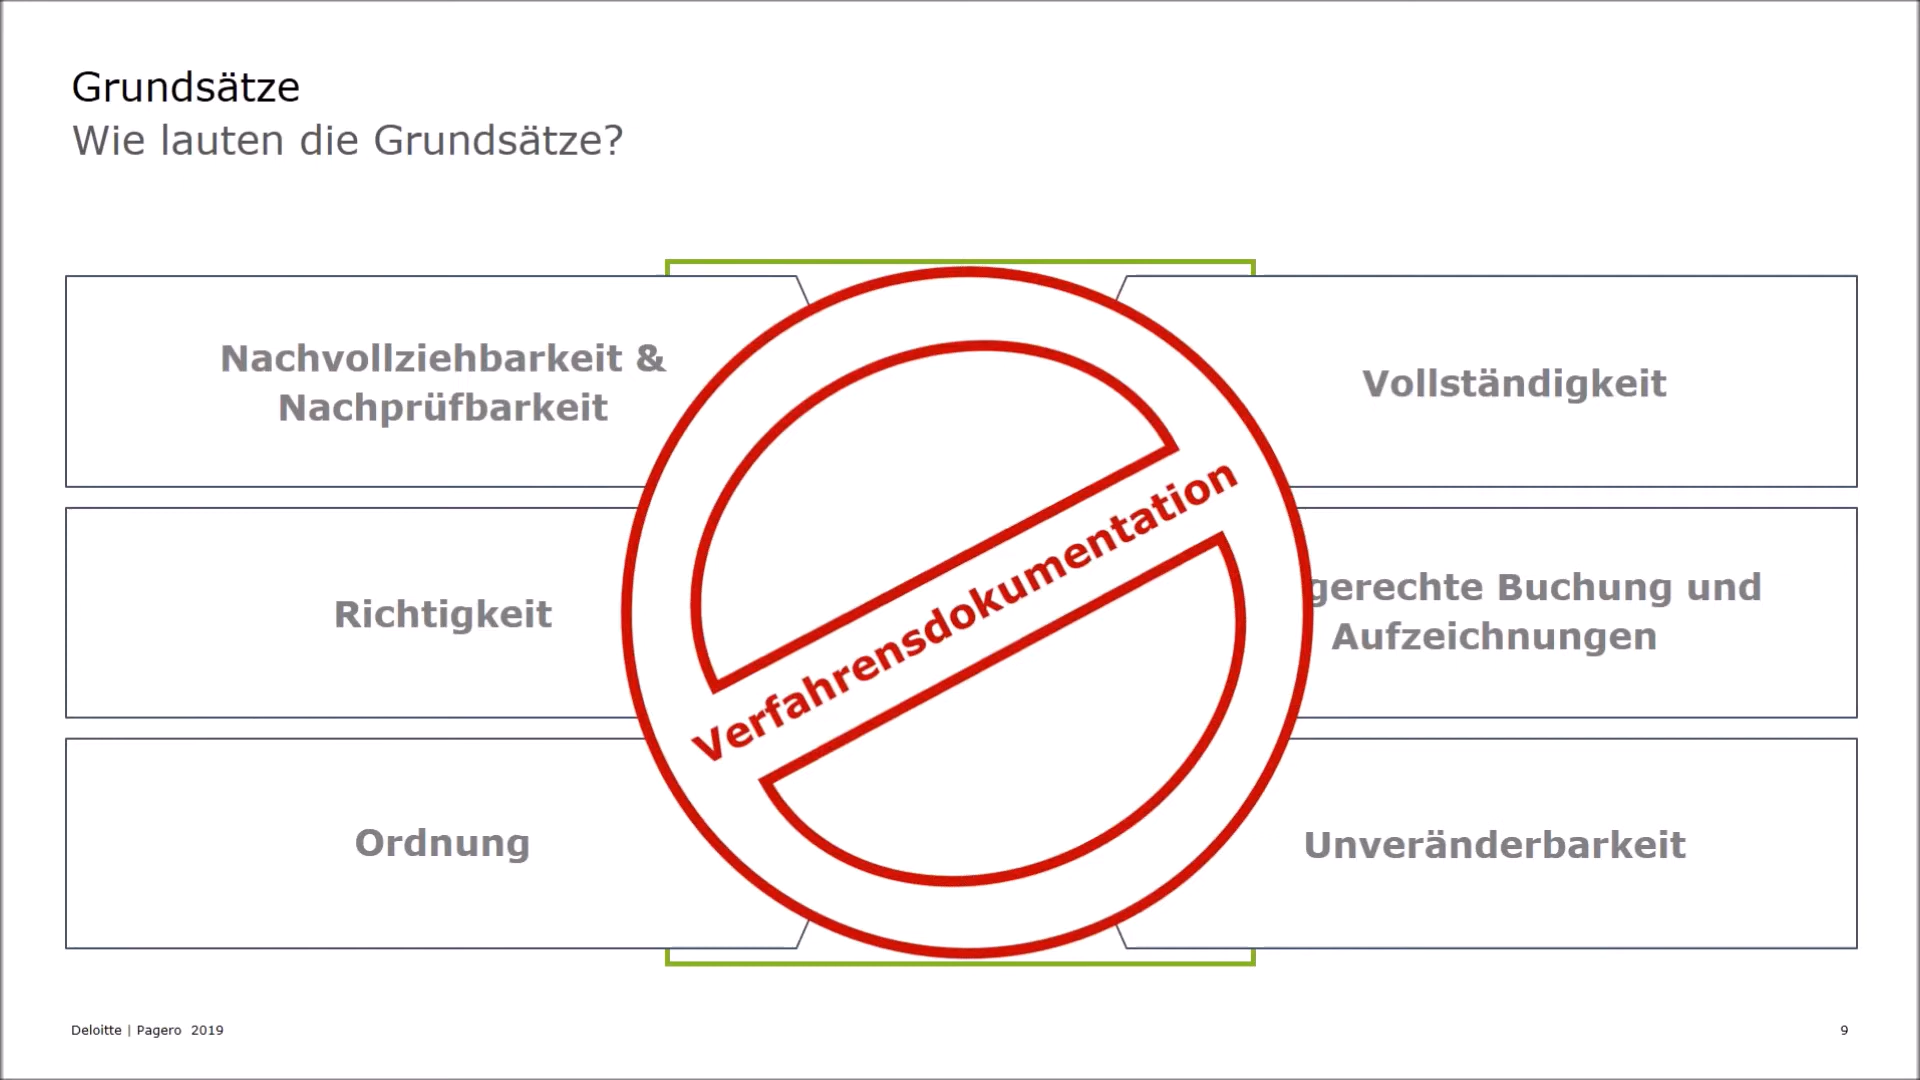 Grundsätze
Wie lauten die Grundsätze?
Nachvollziehbarkeit &
Nachprüfbarkeit
Vollständigkeit
Richtigkeit
gerechte Buchung und
Aufzeichnungen
Ordnung
Unveränderbarkeit
Verfahrensdokumentation
Deloitte | Pagero 2019
9